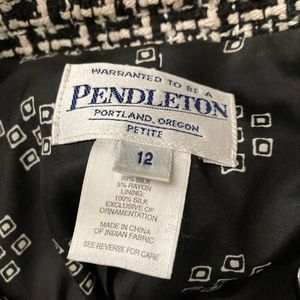 WARRANTED TO BE A
PENDLETON
PORTLAND, OREGON
PETITE
12
95% SILK
5% RAYON
LINING:
100% SILK
EXCLUSIVE OF
ORNAMENTATION
MADE IN CHINA
OF INDIAN FABRIC
SEE REVERSE FOR CARE